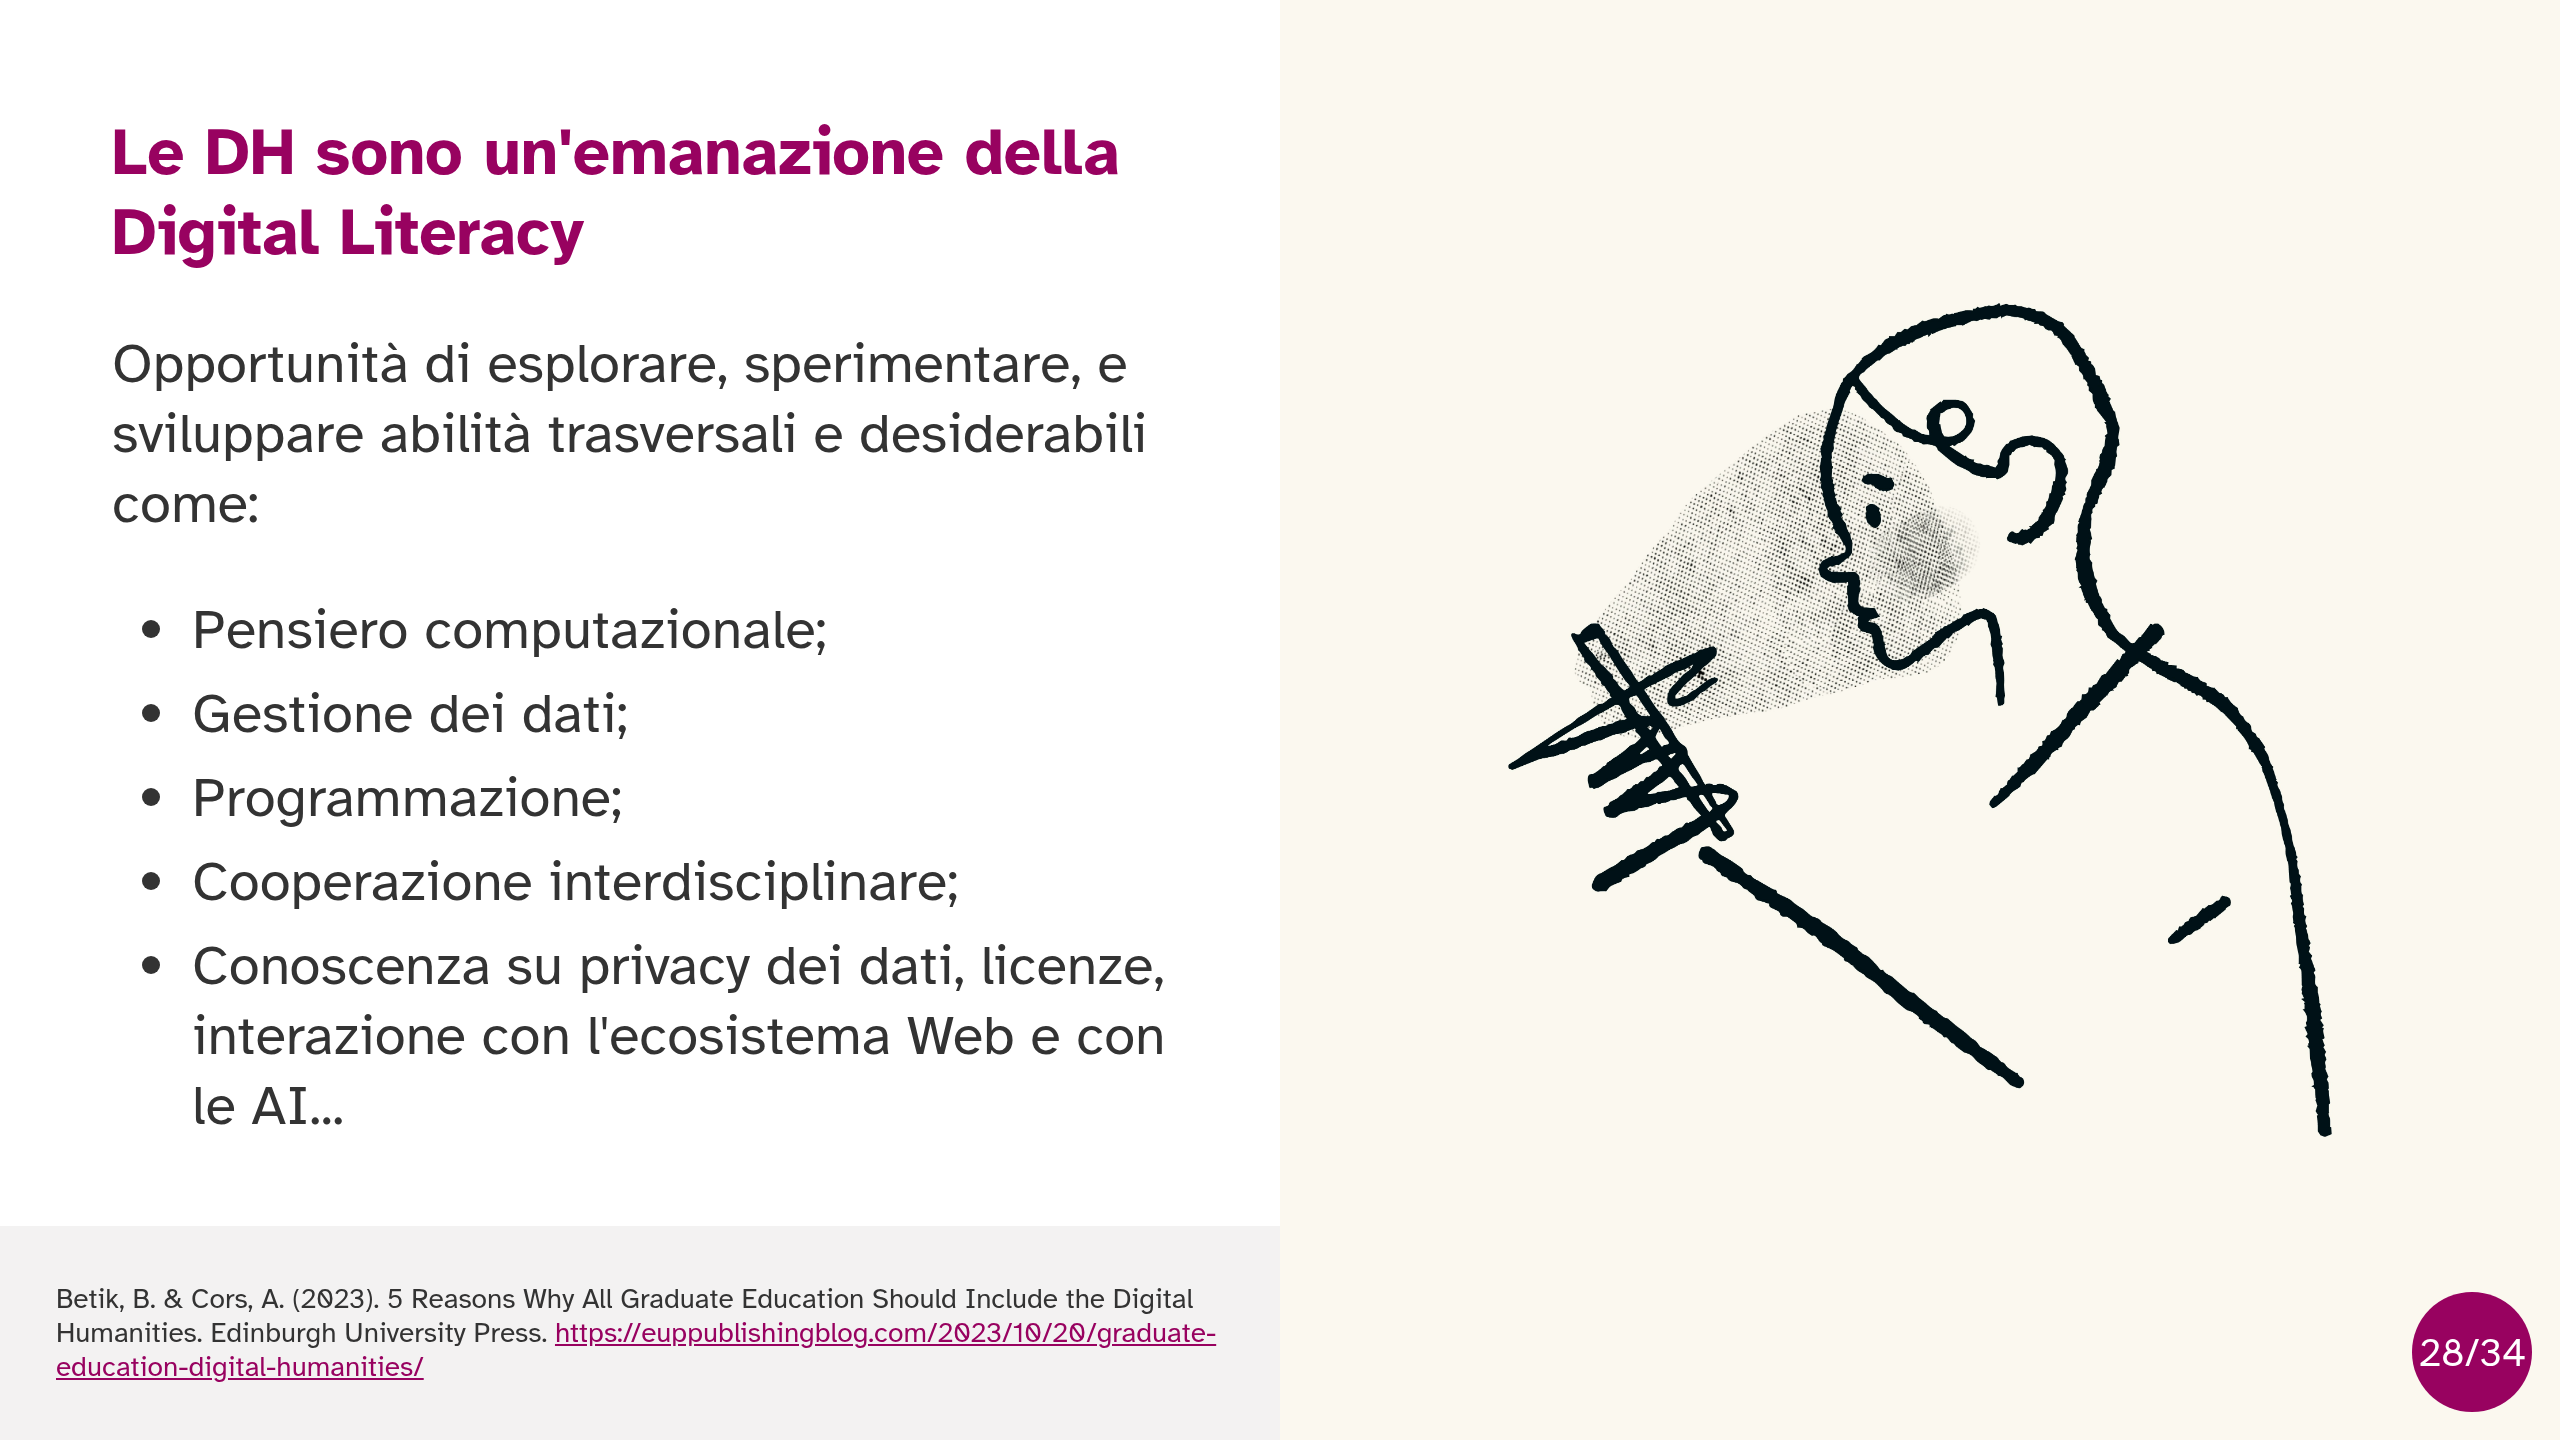 Le DH sono un'emanazione della
Digital Literacy
Opportunità di esplorare, sperimentare, e
sviluppare abilità trasversali e desiderabili
come:
• Pensiero computazionale;
• Gestione dei dati;
• Programmazione;
• Cooperazione interdisciplinare;
• Conoscenza su privacy dei dati, licenze,
interazione con l'ecosistema Web e con
le AI...
Betik, B. & Cors, A. (2023). 5 Reasons Why All Graduate Education Should Include the Digital
Humanities. Edinburgh University Press. https://euppublishingblog.com/2023/10/20/graduate-
education-digital-humanities/
28/34